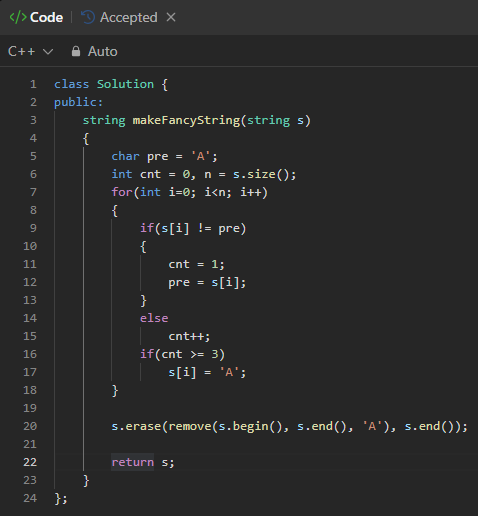 </> Code | Accepted ×
C++ Auto
1 class Solution {
2 public:
3     string makeFancyString(string s)
4     {
5         char pre = 'A';
6         int cnt = 0, n = s.size();
7         for(int i=0; i<n; i++)
8         {
9             if(s[i] != pre)
10             {
11                 cnt = 1;
12                 pre = s[i];
13             }
14             else
15                 cnt++;
16             if(cnt >= 3)
17                 s[i] = 'A';
18         }
19
20         s.erase(remove(s.begin(), s.end(), 'A'), s.end());
21
22         return s;
23     }
24 };